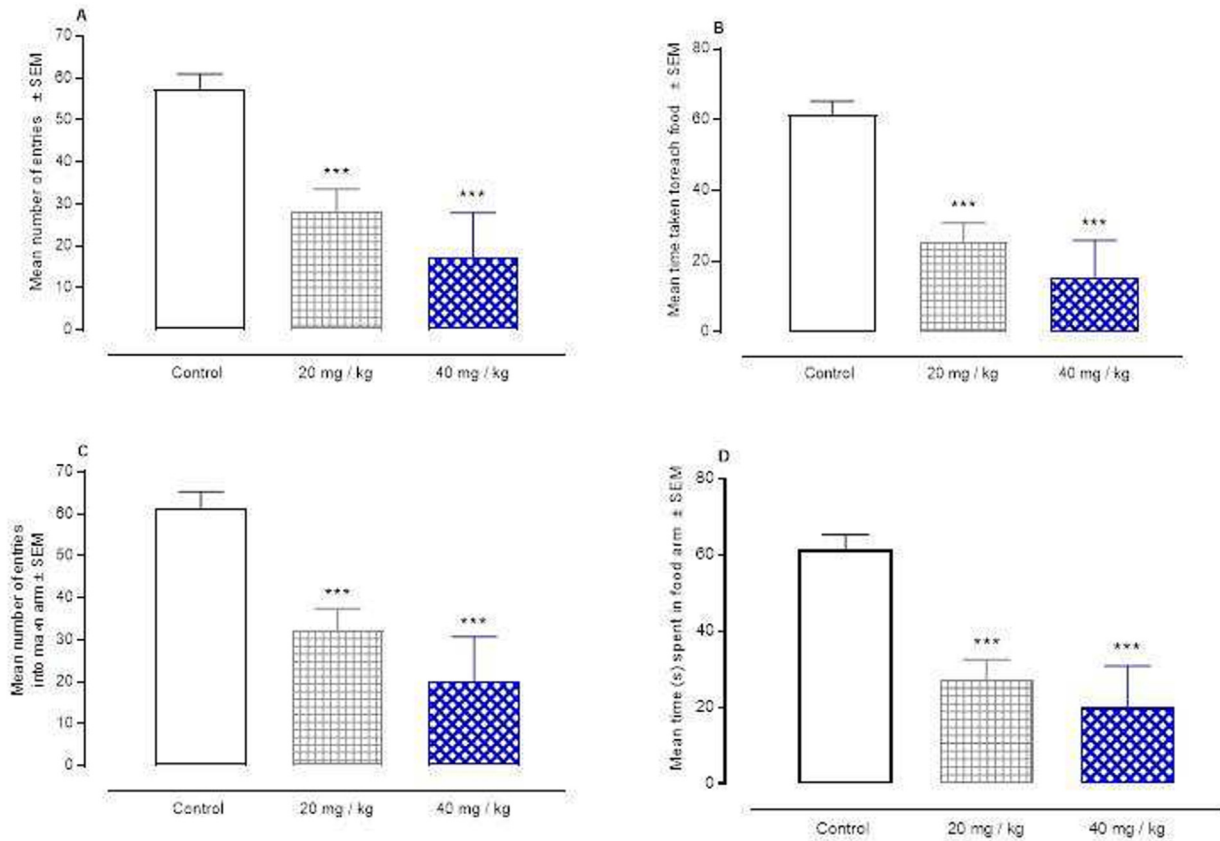 A
Mean number of entries ± SEM
70
60
50
40
30
20
10
0
***
***
Control
20 mg / kg
40 mg / kg
B
Mean time taken toreach food ± SEM
80
60
40
20
0
***
***
Control
20 mg / kg
40 mg / kg
C
Mean number of entries
into arm ± SEM
70
60
50
40
30
20
10
0
***
***
Control
20 mg / kg
40 mg / kg
D
Mean time (s) spent in food arm ± SEM
80
60
40
20
0
***
***
Control
20 mg / kg
40 mg / kg